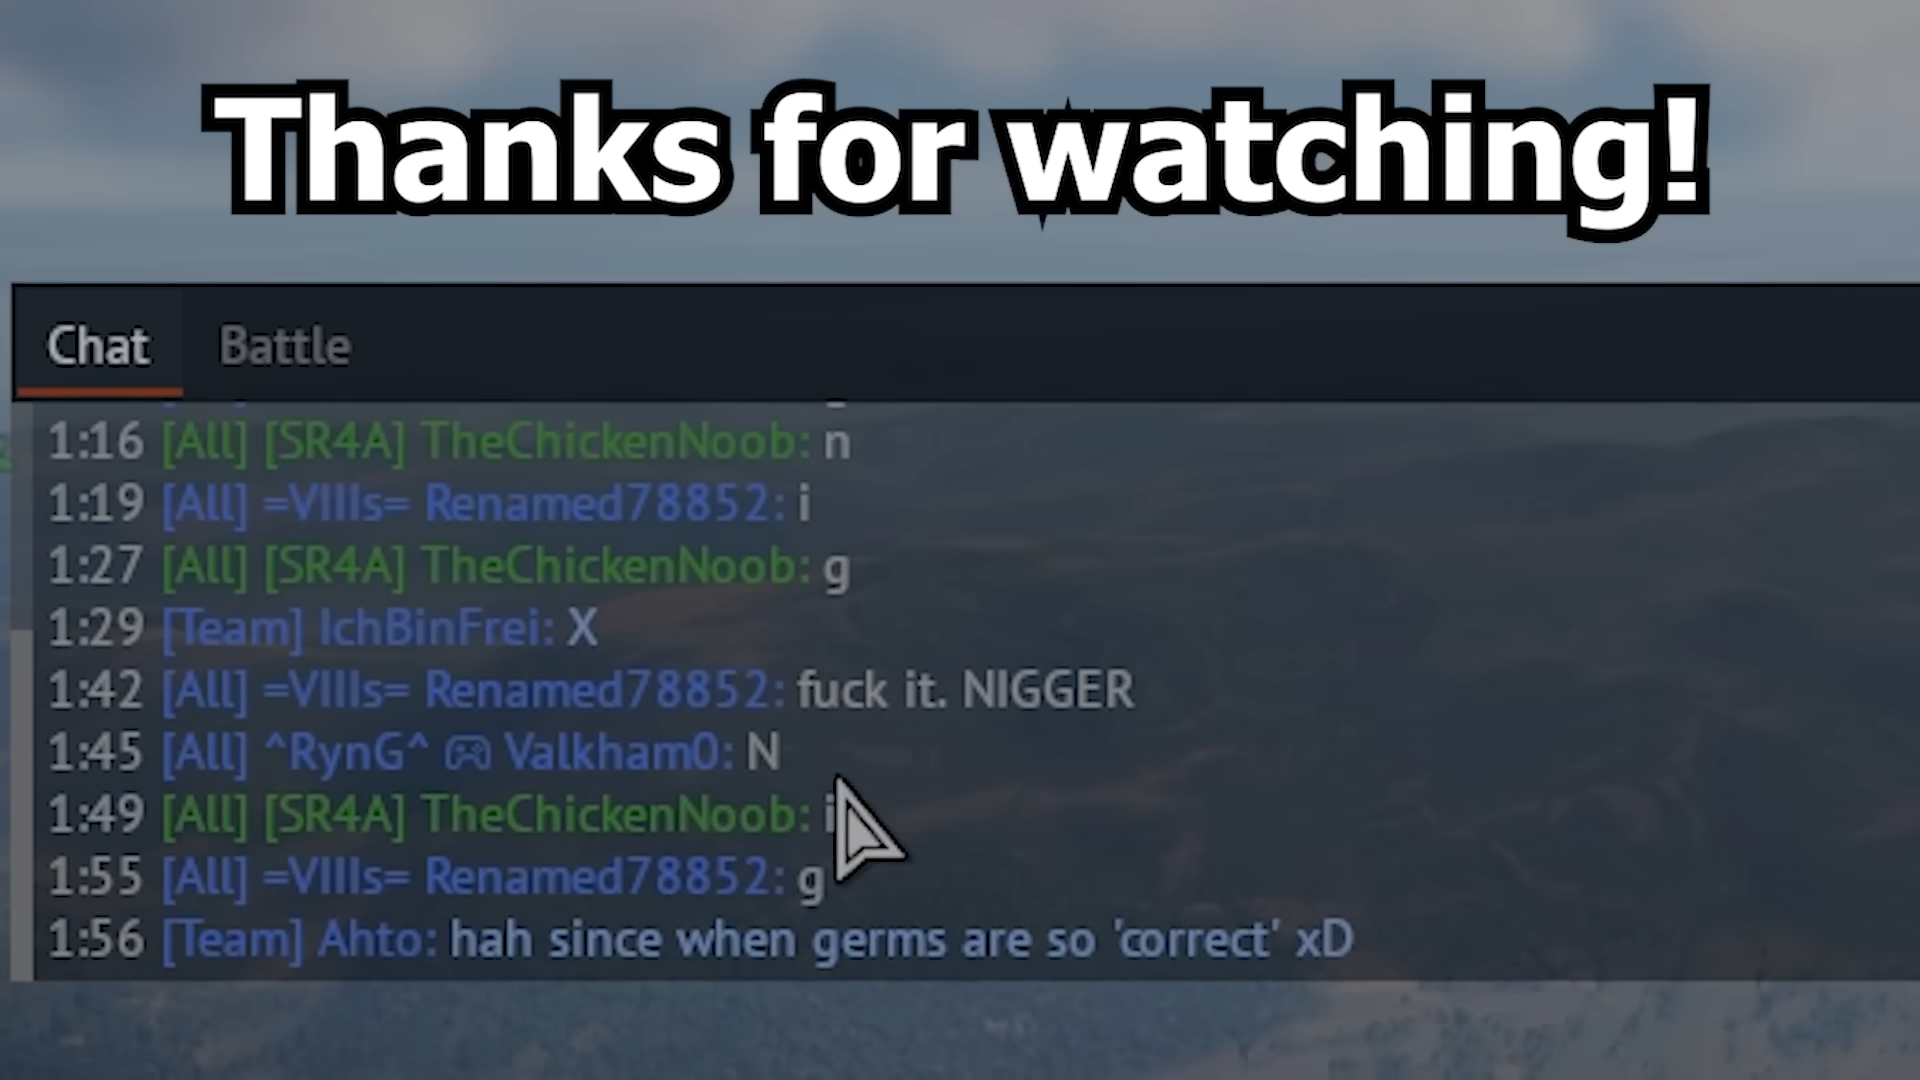 Thanks for watching!
Chat Battle
1:16 [All] [SR4A] TheChickenNoob: n
1:19 [All] =VIIIs= Renamed78852: i
1:27 [All] [SR4A] TheChickenNoob: g
1:29 [Team] IchBinFrei: X
1:42 [All] =VIIIs= Renamed78852: fuck it. NIGGER
1:45 [All] ^RynG^ Valkham0: N
1:49 [All] [SR4A] TheChickenNoob: i
1:55 [All] =VIIIs= Renamed78852: g
1:56 [Team] Ahto: hah since when germs are so 'correct' xD